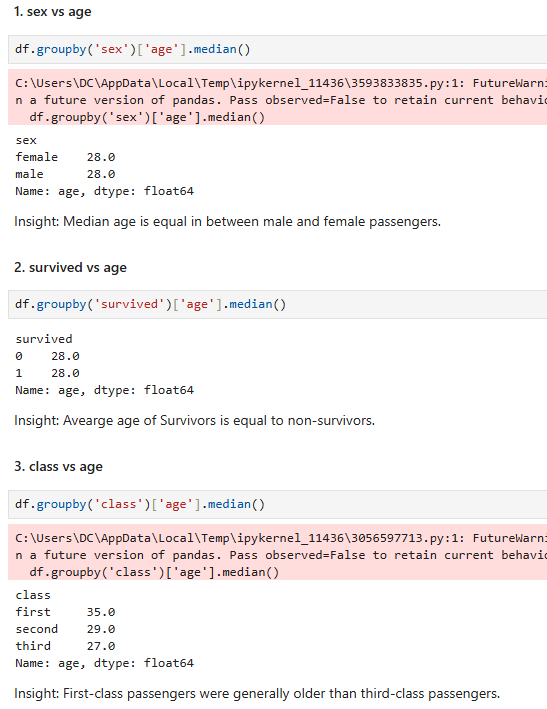 1. sex vs age
df.groupby('sex')['age'].median()
C:\Users\DC\AppData\Local\Temp\ipykernel_11436\3593833835.py:1: FutureWarni
n a future version of pandas. Pass observed=False to retain current behavio
df.groupby('sex')['age'].median()
sex
female    28.0
male      28.0
Name: age, dtype: float64
Insight: Median age is equal in between male and female passengers.
2. survived vs age
df.groupby('survived')['age'].median()
survived
0    28.0
1    28.0
Name: age, dtype: float64
Insight: Avearge age of Survivors is equal to non-survivors.
3. class vs age
df.groupby('class')['age'].median()
C:\Users\DC\AppData\Local\Temp\ipykernel_11436\3056597713.py:1: FutureWarni
n a future version of pandas. Pass observed=False to retain current behavio
df.groupby('class')['age'].median()
class
first     35.0
second    29.0
third     27.0
Name: age, dtype: float64
Insight: First-class passengers were generally older than third-class passengers.